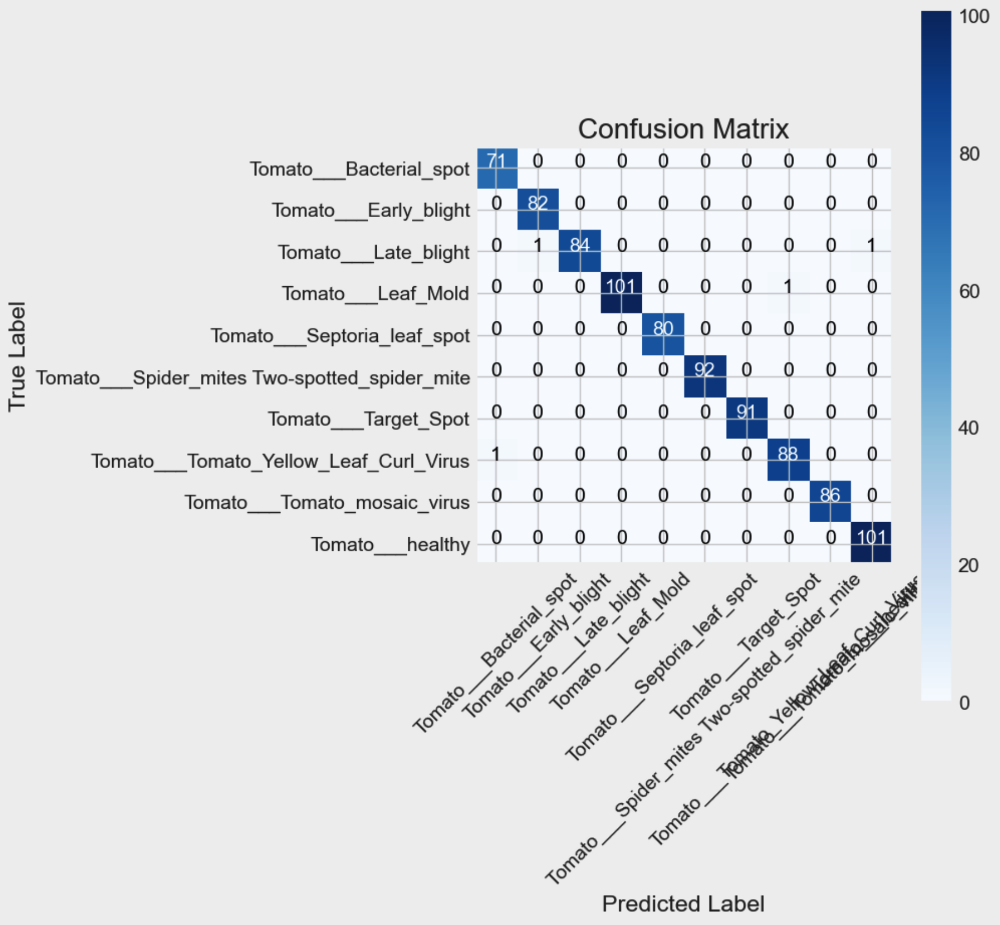 Confusion Matrix
True Label
Tomato___Bacterial_spot 71 0 0 0 0 0 0 0 0 0
Tomato___Early_blight 0 82 0 0 0 0 0 0 0 0
Tomato___Late_blight 0 1 84 0 0 0 0 0 0 1
Tomato___Leaf_Mold 0 0 0 101 0 0 0 1 0 0
Tomato___Septoria_leaf_spot 0 0 0 0 80 0 0 0 0 0
Tomato___Spider_mites Two-spotted_spider_mite 0 0 0 0 0 92 0 0 0 0
Tomato___Target_Spot 0 0 0 0 0 0 91 0 0 0
Tomato___Tomato_Yellow_Leaf_Curl_Virus 1 0 0 0 0 0 0 88 0 0
Tomato___Tomato_mosaic_virus 0 0 0 0 0 0 0 0 86 0
Tomato___healthy 0 0 0 0 0 0 0 0 0 101
Tomato___Bacterial_spot
Tomato___Early_blight
Tomato___Late_blight
Tomato___Leaf_Mold
Tomato___Septoria_leaf_spot
Tomato___Spider_mites Two-spotted_spider_mite
Tomato___Target_Spot
Tomato___Tomato_Yellow_Leaf_Curl_Virus
Predicted Label
100
80
60
40
20
0